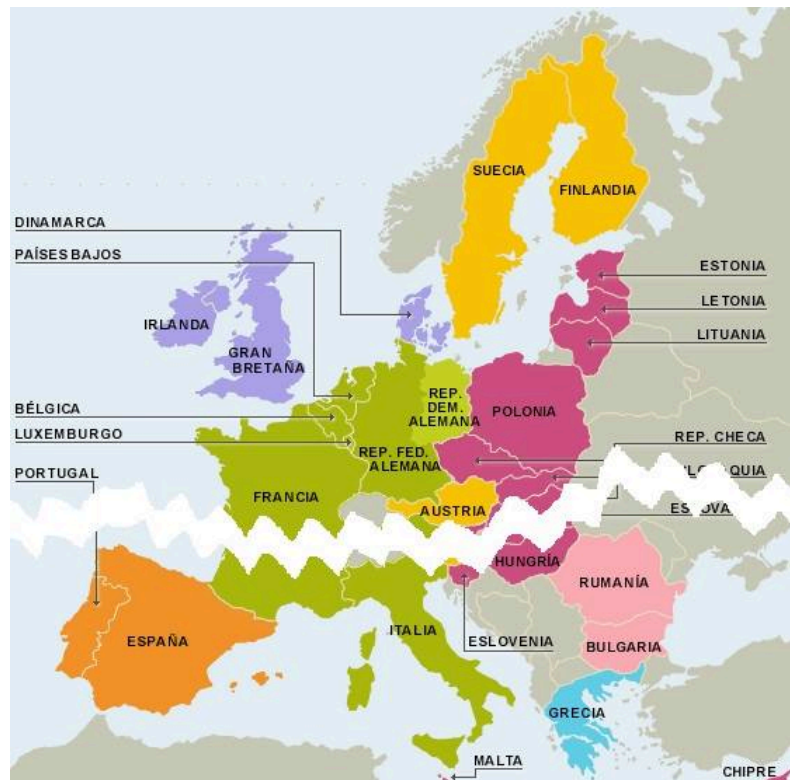 SUECIA
FINLANDIA
DINAMARCA
PAÍSES BAJOS
ESTONIA
LETONIA
LITUANIA
IRLANDA
GRAN
BRETAÑA
BÉLGICA
LUXEMBURGO
REP.
DEM.
ALEMANA
POLONIA
REP. FED.
ALEMANA
REP. CHECA
PORTUGAL
FRANCIA
AUSTRIA
HUNGRÍA
RUMANÍA
ESPAÑA
ITALIA
ESLOVENIA
BULGARIA
GRECIA
MALTA
CHIPRE